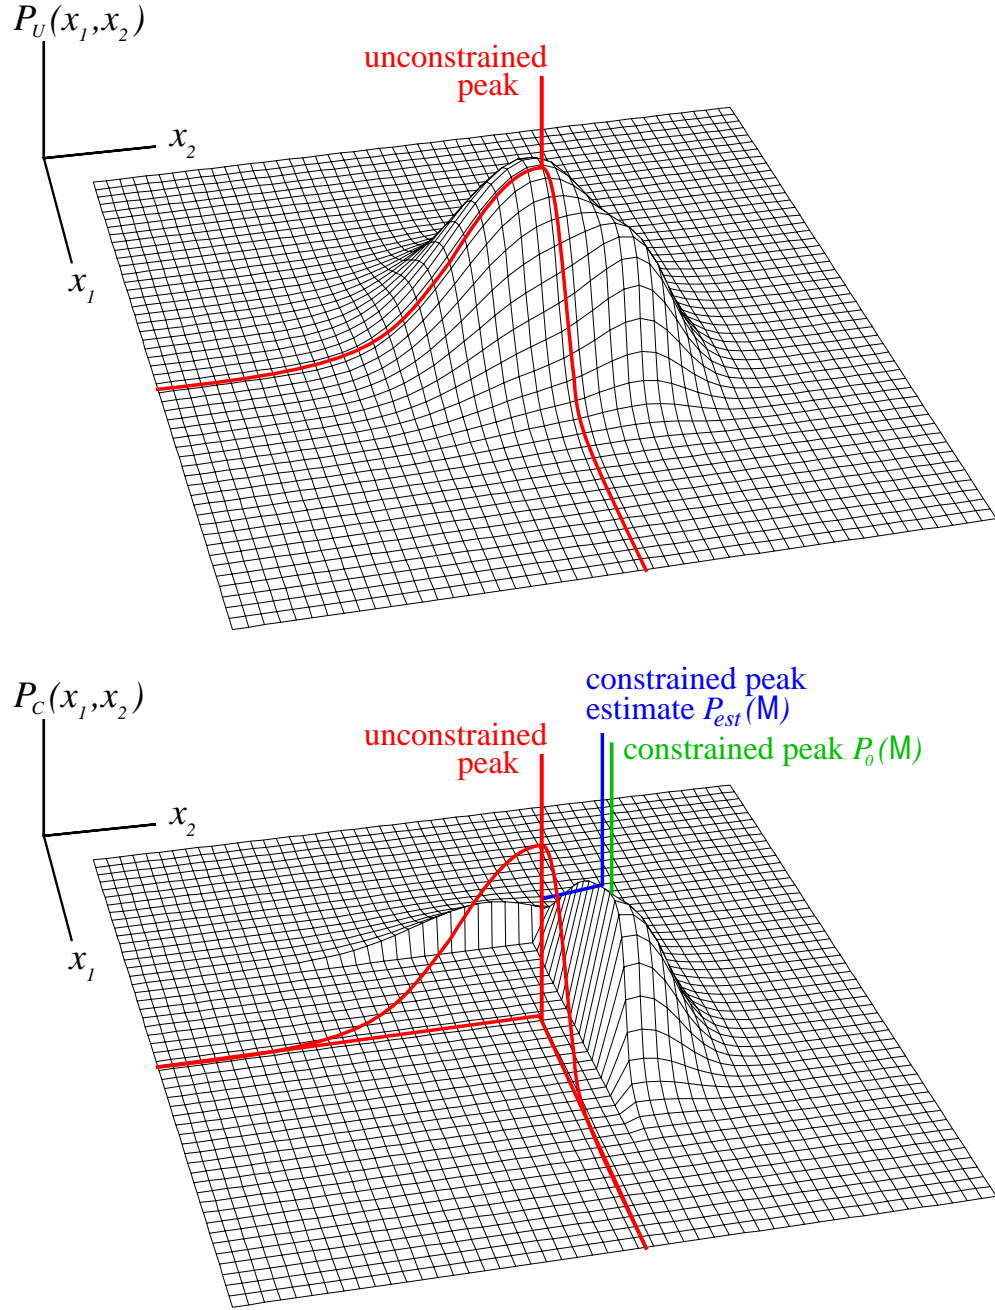 P_U(x_1,x_2)
unconstrained
peak
x_2
x_1
constrained peak
estimate P_est(M)
P_C(x_1,x_2)
unconstrained
peak
constrained peak P_0(M)
x_2
x_1